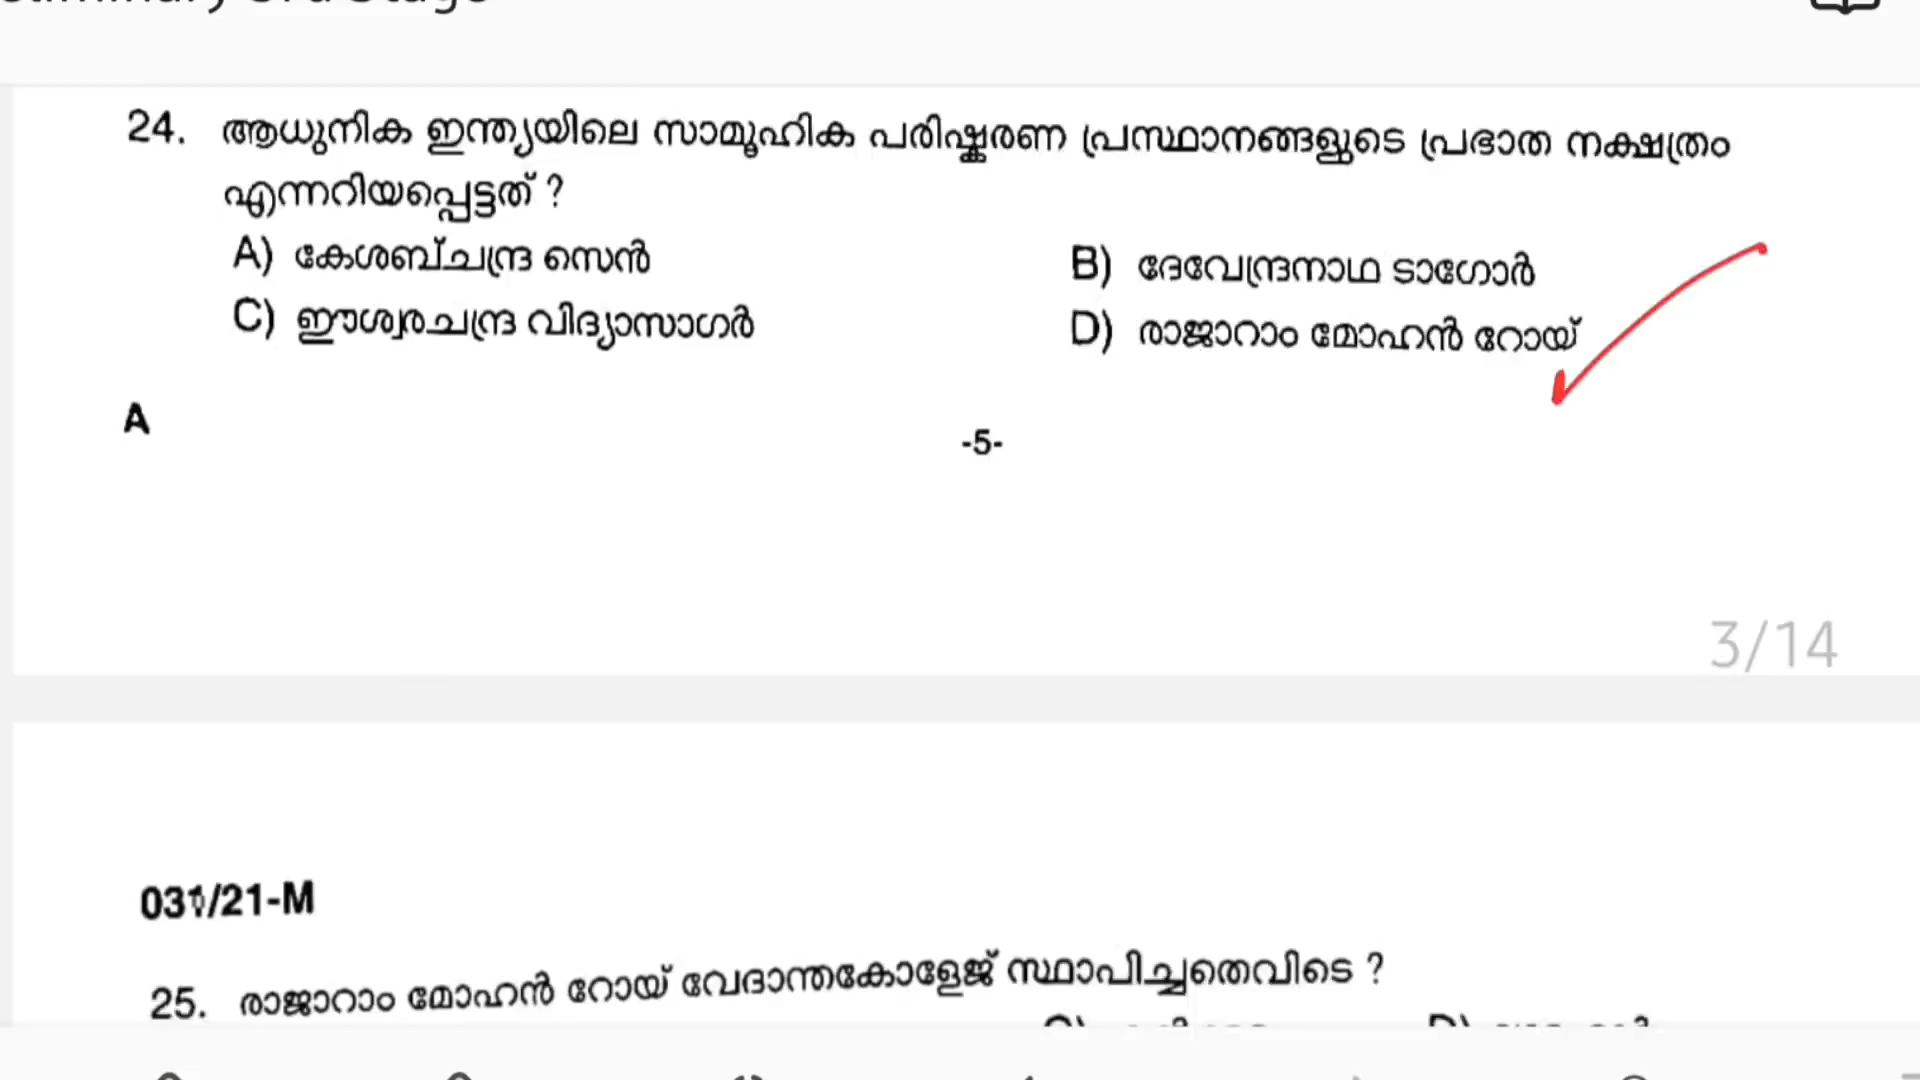 24. ആധുനിക ഇന്ത്യയിലെ സാമൂഹിക പരിഷ്കരണ പ്രസ്ഥാനങ്ങളുടെ പ്രഭാത നക്ഷത്രം
എന്നറിയപ്പെട്ടത് ?
A) കേശബ്ചന്ദ്ര സെൻ B) ദേവേന്ദ്രനാഥ ടാഗോർ
C) ഈശ്വരചന്ദ്ര വിദ്യാസാഗർ D) രാജാറാം മോഹൻ റോയ്
A -5-
3/14
031/21-M
25. രാജാറാം മോഹൻ റോയ് വേദാന്തകോളേജ് സ്ഥാപിച്ചതെവിടെ ?